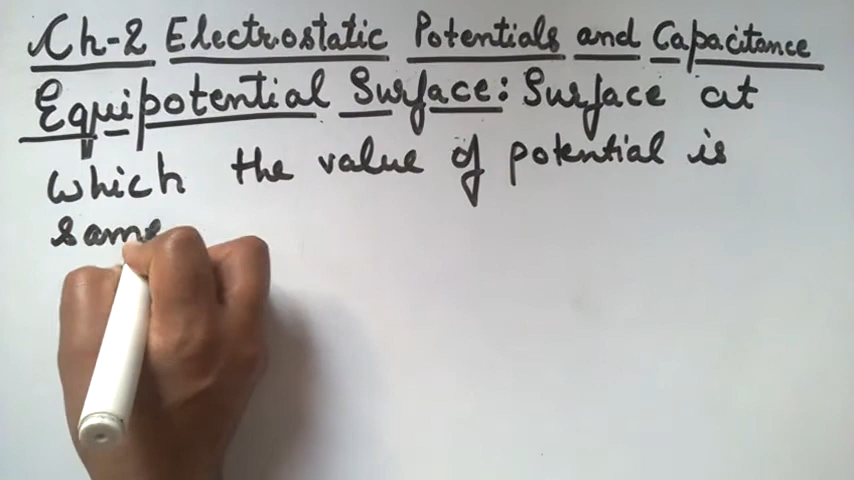 Ch-2 Electrostatic Potentials and Capacitance
Equipotential Surface: Surface at
which the value of potential is
same